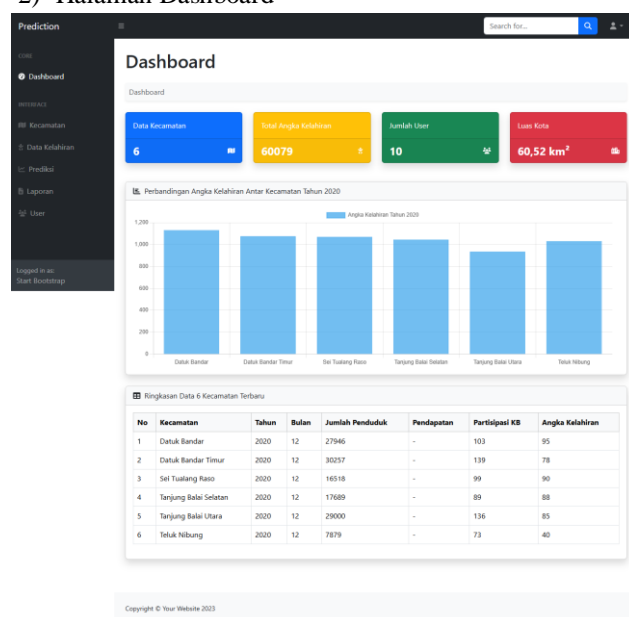 2) Halaman Dashboard
Prediction
Search for...
CORE
Dashboard
INTERFACE
Kecamatan
Data Kelahiran
Prediksi
Laporan
User
Logged in as:
Start Bootstrap
Dashboard
Dashboard
Data Kecamatan
6
Total Angka Kelahiran
60079
Jumlah User
10
Luas Kota
60,52 km²
Perbandingan Angka Kelahiran Antar Kecamatan Tahun 2020
Angka Kelahiran Tahun 2020
1,200
1,000
800
600
400
200
0
Datuk Bandar Datuk Bandar Timur Sei Tualang Raso Tanjung Balai Selatan Tanjung Balai Utara Teluk Nibung
Ringkasan Data 6 Kecamatan Terbaru
No Kecamatan Tahun Bulan Jumlah Penduduk Pendapatan Partisipasi KB Angka Kelahiran
1 Datuk Bandar 2020 12 27946 - 103 95
2 Datuk Bandar Timur 2020 12 30257 - 139 78
3 Sei Tualang Raso 2020 12 16518 - 99 90
4 Tanjung Balai Selatan 2020 12 17689 - 89 88
5 Tanjung Balai Utara 2020 12 29000 - 136 85
6 Teluk Nibung 2020 12 7879 - 73 40
Copyright © Your Website 2023